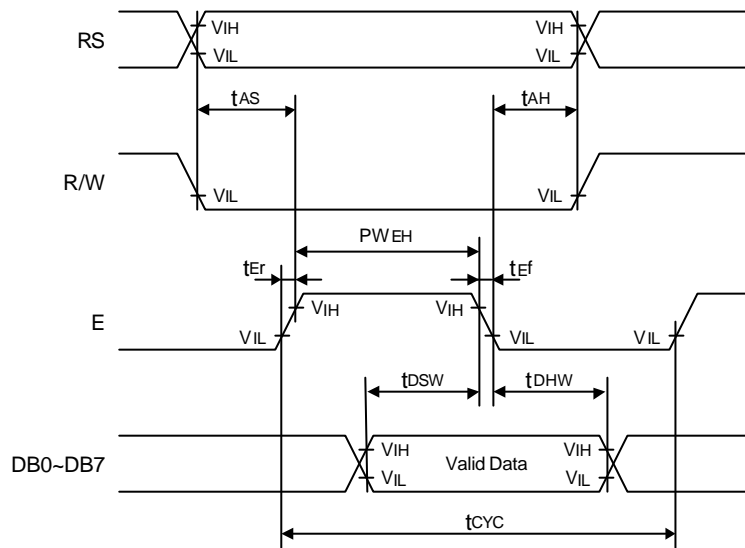 VIH VIH
RS
VIL VIL
tAS tAH
R/W VIL VIL
PWEH
tEr tEf
VIH VIH
E
VIL VIL VIL
tDSW tDHW
VIH VIH
DB0~DB7 Valid Data
VIL VIL
tCYC